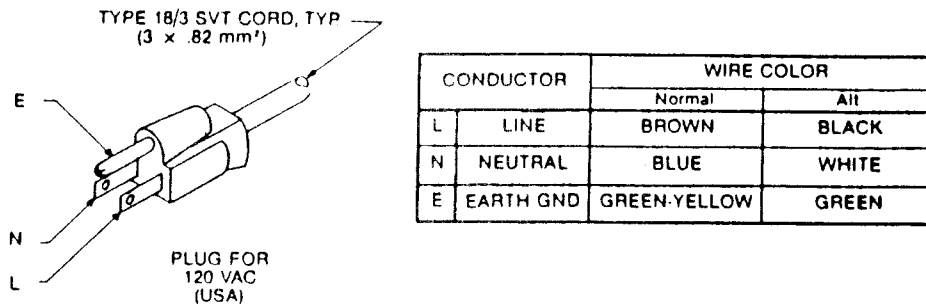 TYPE 18/3 SVT CORD, TYP
(3 x .82 mm²)
E
N
L
PLUG FOR
120 VAC
(USA)
CONDUCTOR WIRE COLOR
Normal Alt
L LINE BROWN BLACK
N NEUTRAL BLUE WHITE
E EARTH GND GREEN-YELLOW GREEN